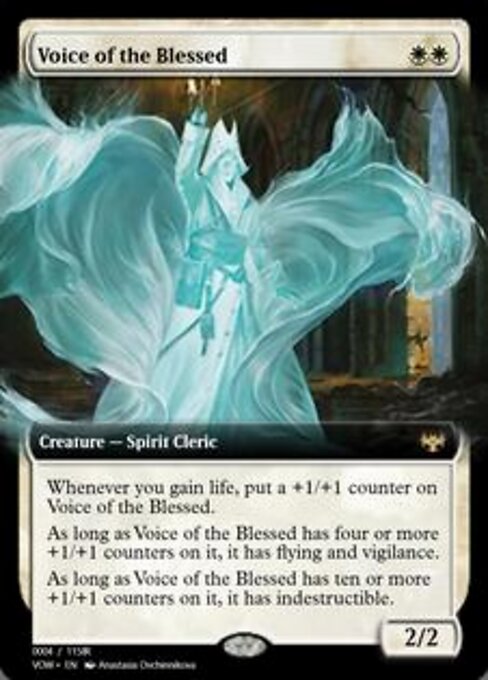 Voice of the Blessed
Creature — Spirit Cleric
Whenever you gain life, put a +1/+1 counter on
Voice of the Blessed.
As long as Voice of the Blessed has four or more
+1/+1 counters on it, it has flying and vigilance.
As long as Voice of the Blessed has ten or more
+1/+1 counters on it, it has indestructible.
2/2
VOW • EN Anastasia Ovchinnikova